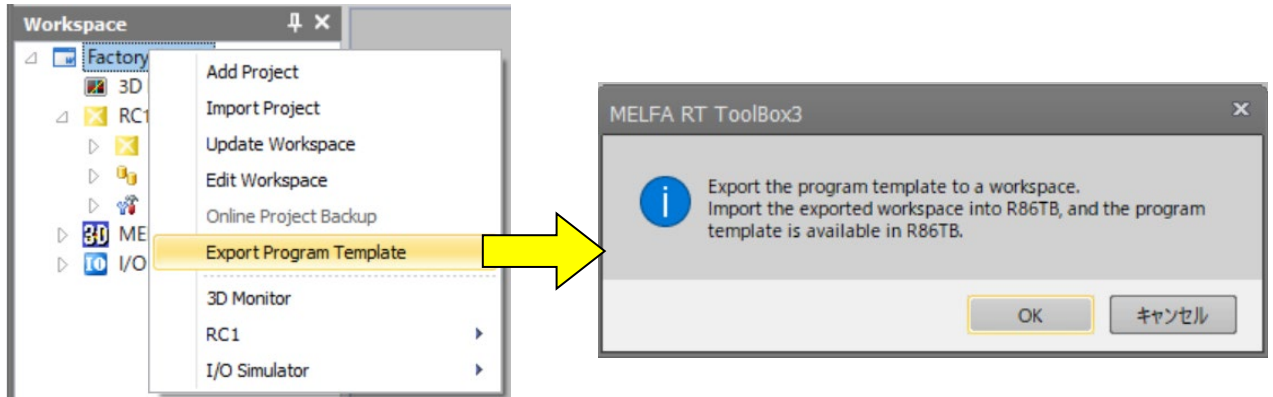 Workspace
Factory
3D
RC1
ME
I/O
Add Project
Import Project
Update Workspace
Edit Workspace
Online Project Backup
Export Program Template
3D Monitor
RC1
I/O Simulator
MELFA RT ToolBox3
Export the program template to a workspace.
Import the exported workspace into R86TB, and the program
template is available in R86TB.
OK
キャンセル